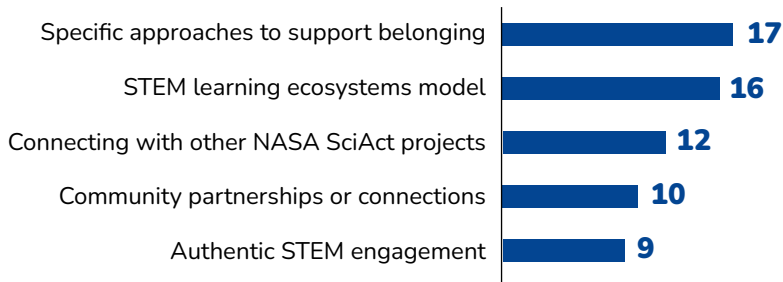 Specific approaches to support belonging 17
STEM learning ecosystems model 16
Connecting with other NASA SciAct projects 12
Community partnerships or connections 10
Authentic STEM engagement 9